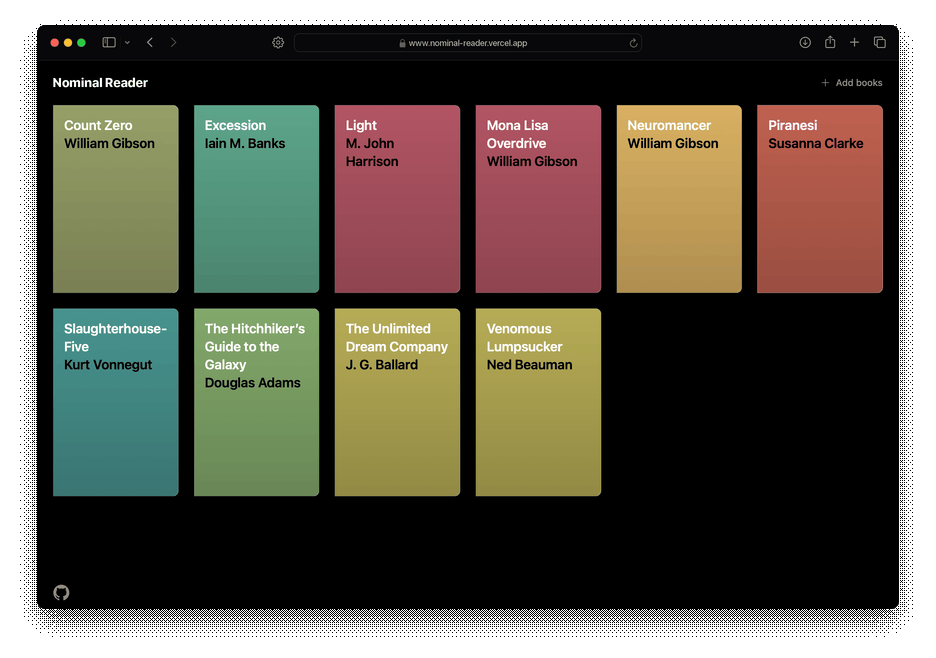 www.nominal-reader.vercel.app
Nominal Reader
Add books
Count Zero
William Gibson
Excession
Iain M. Banks
Light
M. John
Harrison
Mona Lisa
Overdrive
William Gibson
Neuromancer
William Gibson
Piranesi
Susanna Clarke
Slaughterhouse-
Five
Kurt Vonnegut
The Hitchhiker’s
Guide to the
Galaxy
Douglas Adams
The Unlimited
Dream Company
J. G. Ballard
Venomous
Lumpsucker
Ned Beauman